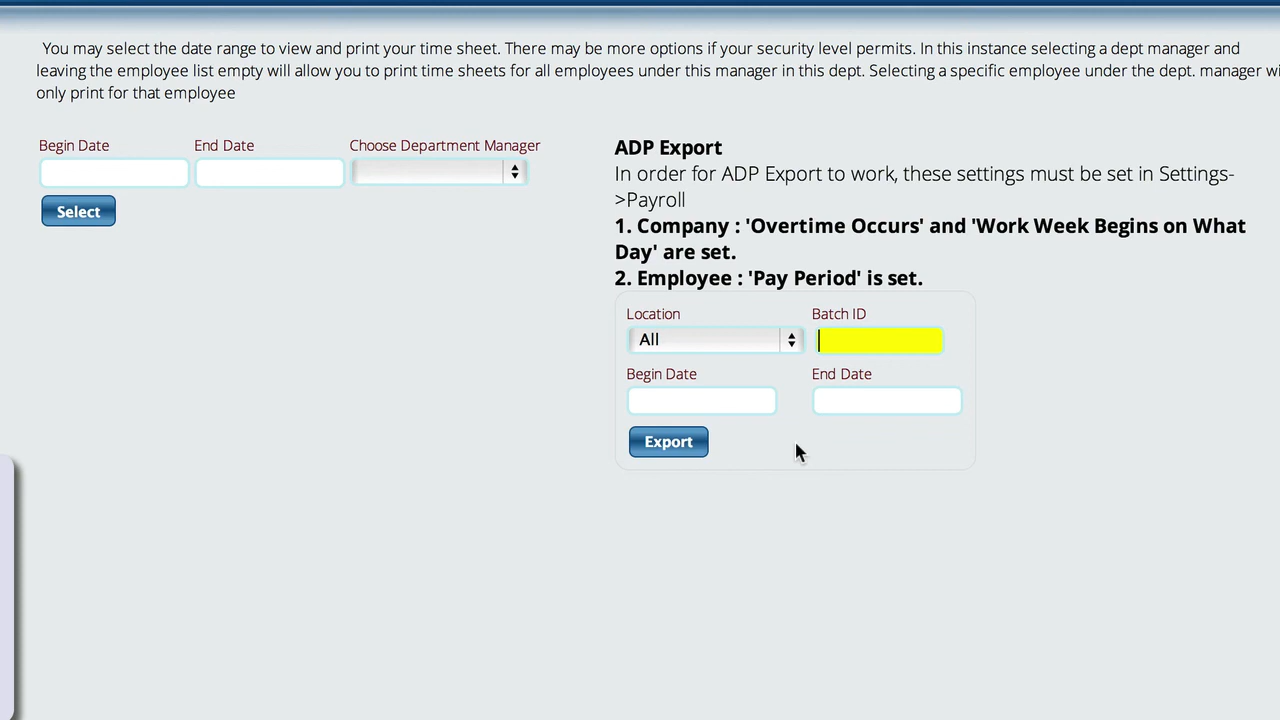 You may select the date range to view and print your time sheet. There may be more options if your security level permits. In this instance selecting a dept manager and
leaving the employee list empty will allow you to print time sheets for all employees under this manager in this dept. Selecting a specific employee under the dept. manager
only print for that employee
Begin Date
End Date
Choose Department Manager
Select
ADP Export
In order for ADP Export to work, these settings must be set in Settings-
>Payroll
1. Company : 'Overtime Occurs' and 'Work Week Begins on What
Day' are set.
2. Employee : 'Pay Period' is set.
Location
Batch ID
All
Begin Date
End Date
Export